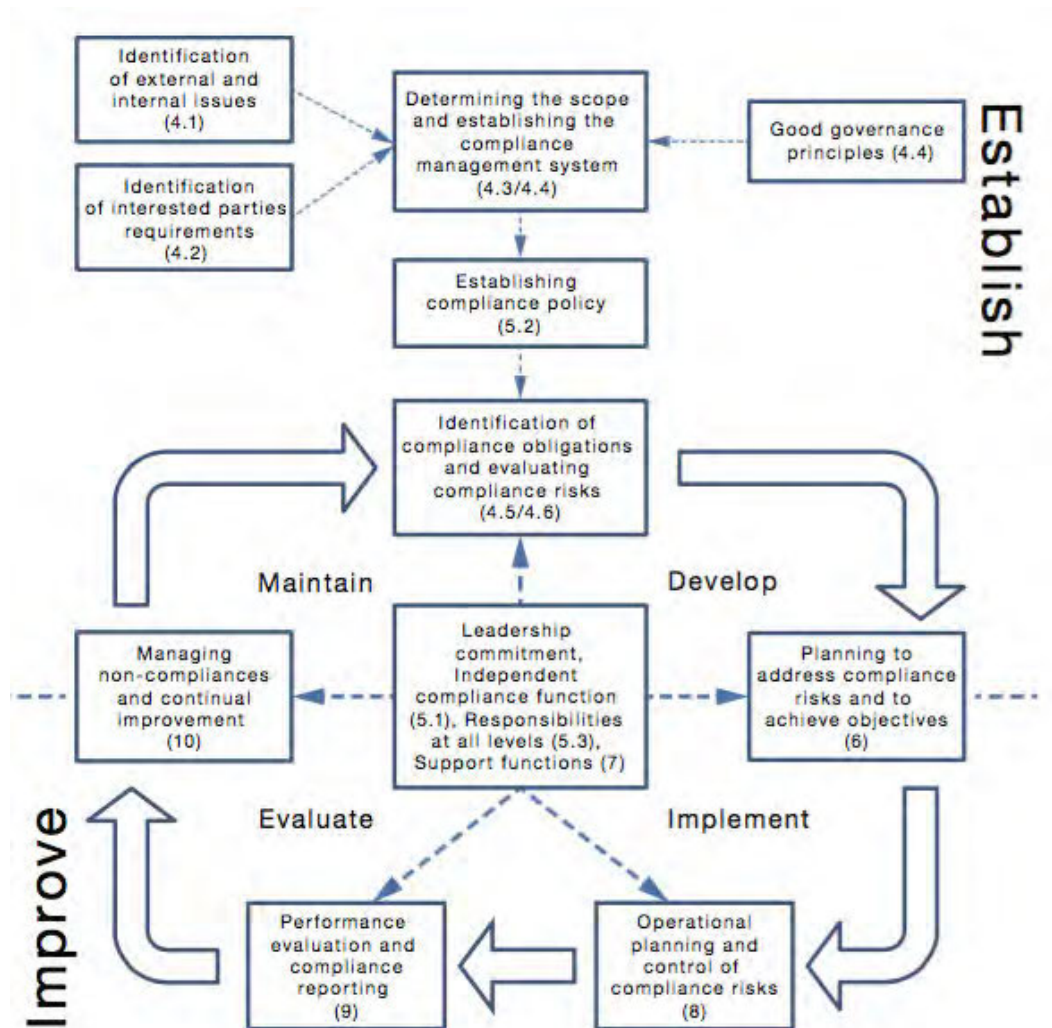 Identification
of external and
internal issues
(4.1)
Determining the scope
and establishing the
compliance
management system
(4.3/4.4)
Good governance
principles (4.4)
Establish
Identification
of interested parties
requirements
(4.2)
Establishing
compliance policy
(5.2)
Identification of
compliance obligations
and evaluating
compliance risks
(4.5/4.6)
Maintain
Develop
Managing
non-compliances
and continual
improvement
(10)
Leadership
commitment,
Independent
compliance function
(5.1), Responsibilities
at all levels (5.3),
Support functions (7)
Planning to
address compliance
risks and to
achieve objectives
(6)
Evaluate
Implement
Improve
Performance
evaluation and
compliance
reporting
(9)
Operational
planning and
control of
compliance risks
(8)